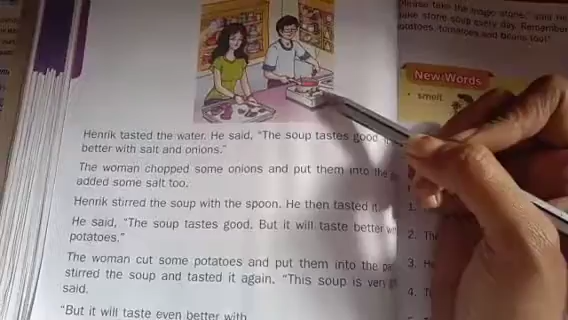 Henrik tasted the water. He said, "The soup tastes good
better with salt and onions."
The woman chopped some onions and put them into the
added some salt too.
Henrik stirred the soup with the spoon. He then tasted it
He said, "The soup tastes good. But it will taste better
potatoes."
The woman cut some potatoes and put them into the
stirred the soup and tasted it again. "This soup is very
said.
"But it will taste even better with
please take the magic stone," said
make stone soup every day. Remember
potatoes, tomatoes and beans too!"
New Words
• smelt
1.
2. The
3. He
4.